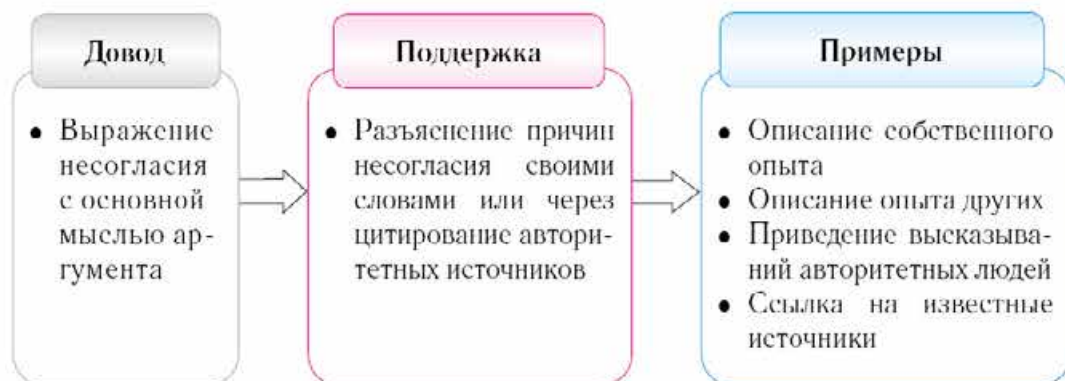 Довод
• Выражение
несогласия
с основной
мыслью ар-
гумента
Поддержка
• Разъяснение причин
несогласия своими
словами или через
цитирование автори-
тетных источников
Примеры
• Описание собственного
опыта
• Описание опыта других
• Приведение высказыва-
ний авторитетных людей
• Ссылка на известные
источники